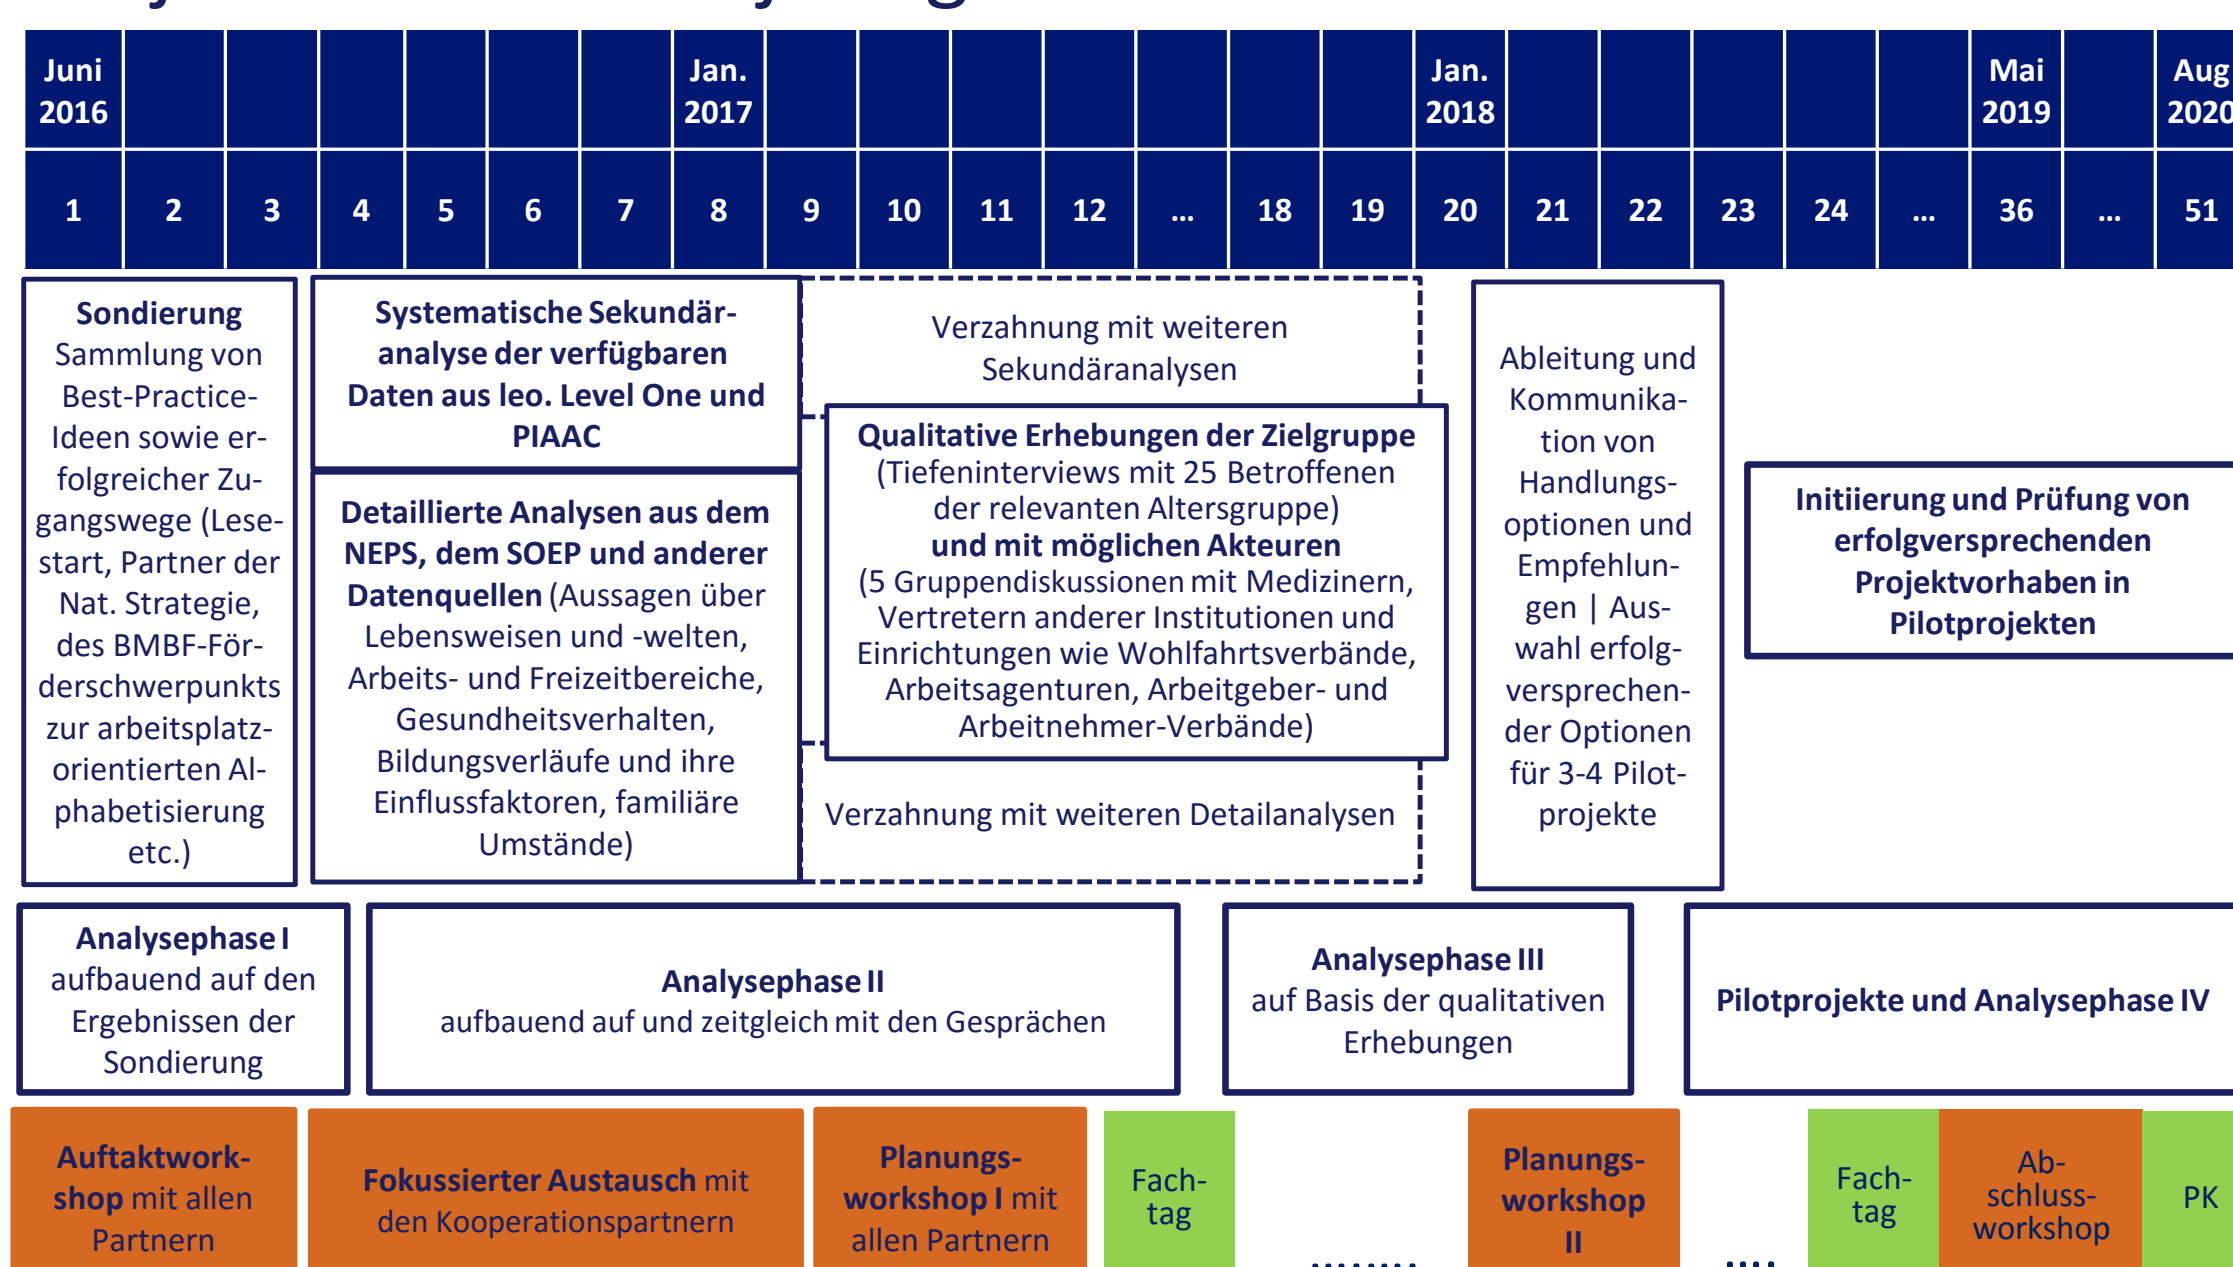 Juni
2016
Jan.
2017
Jan.
2018
Mai
2019
Aug
2020
1 2 3 4 5 6 7 8 9 10 11 12 … 18 19 20 21 22 23 24 … 36 … 51
Sondierung
Sammlung von
Best-Practice-
Ideen sowie er-
folgreicher Zu-
gangswege (Lese-
start, Partner der
Nat. Strategie,
des BMBF-För-
derschwerpunkts
zur arbeitsplatz-
orientierten Al-
phabetisierung
etc.)
Systematische Sekundär-
analyse der verfügbaren
Daten aus leo. Level One und
PIAAC
Detaillierte Analysen aus dem
NEPS, dem SOEP und anderer
Datenquellen (Aussagen über
Lebensweisen und -welten,
Arbeits- und Freizeitbereiche,
Gesundheitsverhalten,
Bildungsverläufe und ihre
Einflussfaktoren, familiäre
Umstände)
Verzahnung mit weiteren
Sekundäranalysen
Qualitative Erhebungen der Zielgruppe
(Tiefeninterviews mit 25 Betroffenen
der relevanten Altersgruppe)
und mit möglichen Akteuren
(5 Gruppendiskussionen mit Medizinern,
Vertretern anderer Institutionen und
Einrichtungen wie Wohlfahrtsverbände,
Arbeitsagenturen, Arbeitgeber- und
Arbeitnehmer-Verbände)
Verzahnung mit weiteren Detailanalysen
Ableitung und
Kommunika-
tion von
Handlungs-
optionen und
Empfehlun-
gen | Aus-
wahl erfolg-
versprechen-
der Optionen
für 3-4 Pilot-
projekte
Initiierung und Prüfung von
erfolgversprechenden
Projektvorhaben in
Pilotprojekten
Analysephase I
aufbauend auf den
Ergebnissen der
Sondierung
Analysephase II
aufbauend auf und zeitgleich mit den Gesprächen
Analysephase III
auf Basis der qualitativen
Erhebungen
Pilotprojekte und Analysephase IV
Auftaktwork-
shop mit allen
Partnern
Fokussierter Austausch mit
den Kooperationspartnern
Planungs-
workshop I mit
allen Partnern
Fach-
tag
Planungs-
workshop
II
Fach-
tag
Ab-
schluss-
workshop
PK